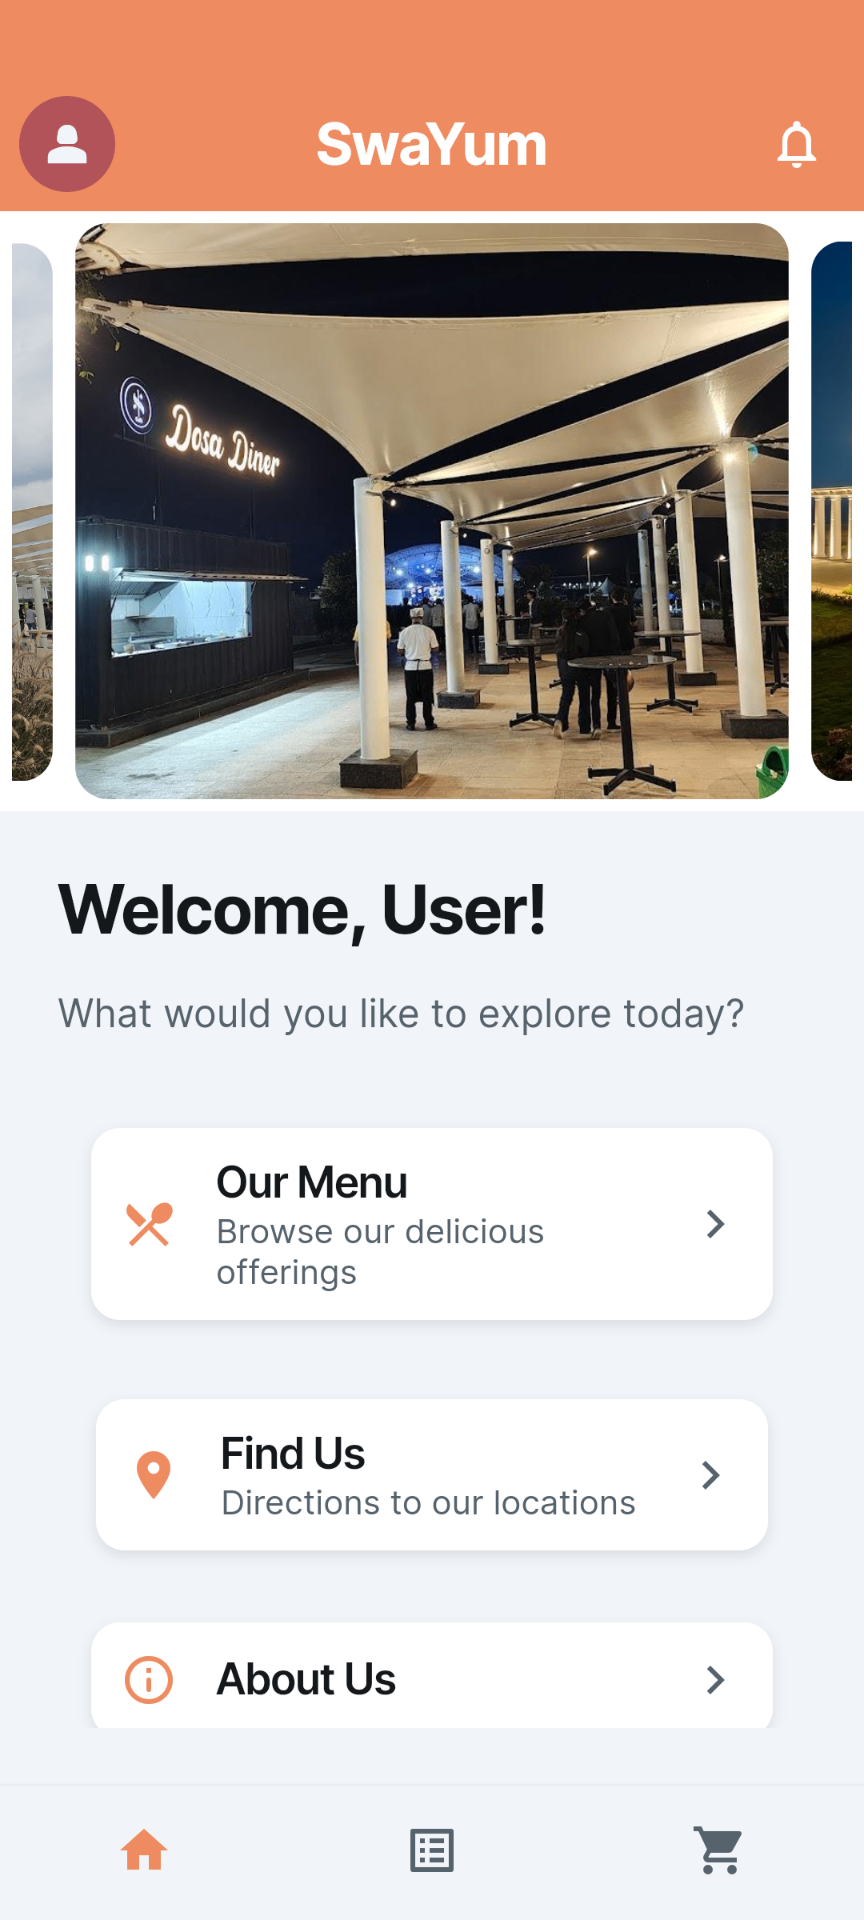 SwaYum
Dosa Diner
Welcome, User!
What would you like to explore today?
Our Menu
Browse our delicious
offerings
Find Us
Directions to our locations
About Us